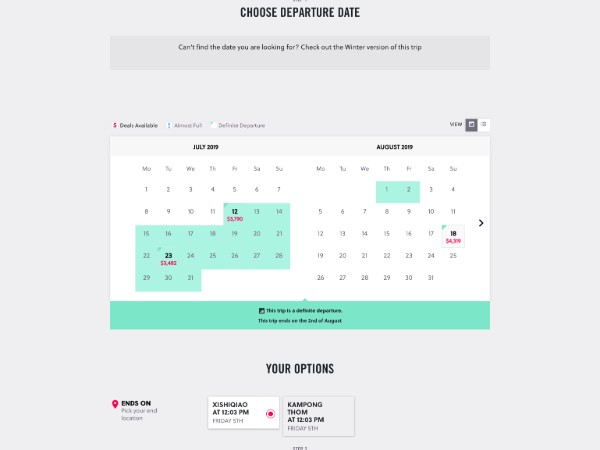 CHOOSE DEPARTURE DATE
Can't find the date you are looking for? Check out the Winter version of this trip
$ Deals Available ! Almost Full Definite Departure VIEW
JULY 2019 AUGUST 2019
Mo Tu We Th Fr Sa Su Mo Tu We Th Fr Sa Su
1 2 3 4 5 6 7 1 2 3 4
8 9 10 11 12 13 14 5 6 7 8 9 10 11
$3,790
15 16 17 18 19 20 21 12 13 14 15 16 17 18
$4,319
22 23 24 25 26 27 28 19 20 21 22 23 24 25
$3,482
29 30 31 26 27 28 29 30 31
This trip is a definite departure.
This trip ends on the 2nd of August
YOUR OPTIONS
ENDS ON
Pick your end
location
XISHIQIAO
AT 12:03 PM
FRIDAY 5TH
KAMPONG
THOM
AT 12:03 PM
FRIDAY 5TH